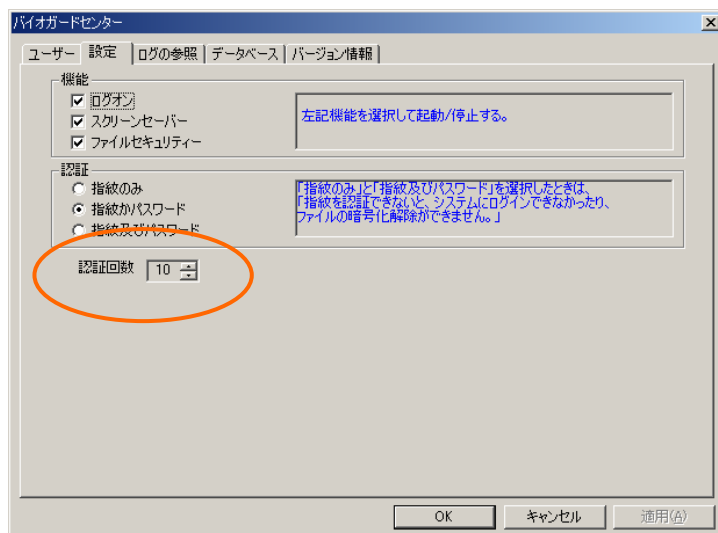 バイオガードセンター
ユーザー 設定 ログの参照 データベース バージョン情報
機能
ログオン
スクリーンセーバー
ファイルセキュリティー
左記機能を選択して起動/停止する。
認証
指紋のみ
指紋かパスワード
指紋及びパスワード
「指紋のみ」と「指紋及びパスワード」を選択したときは、
「指紋を認証できないと、システムにログインできなかったり、
ファイルの暗号化解除ができません。」
認証回数 10
OK キャンセル 適用(A)